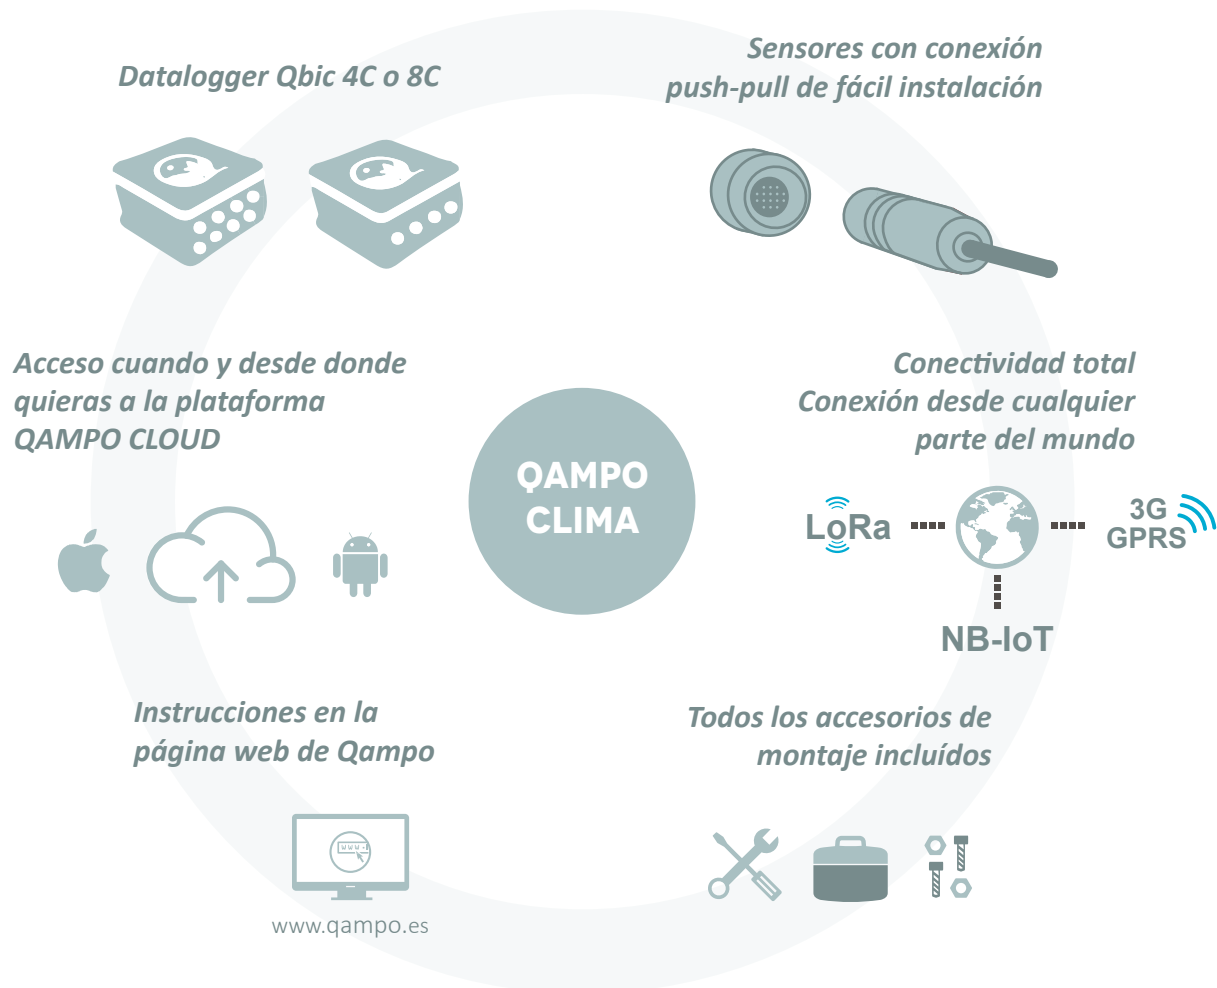 Datalogger Qbic 4C o 8C
Sensores con conexión
push-pull de fácil instalación
Acceso cuando y desde donde
quieras a la plataforma
QAMPO CLOUD
QAMPO
CLIMA
Conectividad total
Conexión desde cualquier
parte del mundo
LoRa
3G
GPRS
NB-IoT
Instrucciones en la
página web de Qampo
www.
www.qampo.es
Todos los accesorios de
montaje incluídos